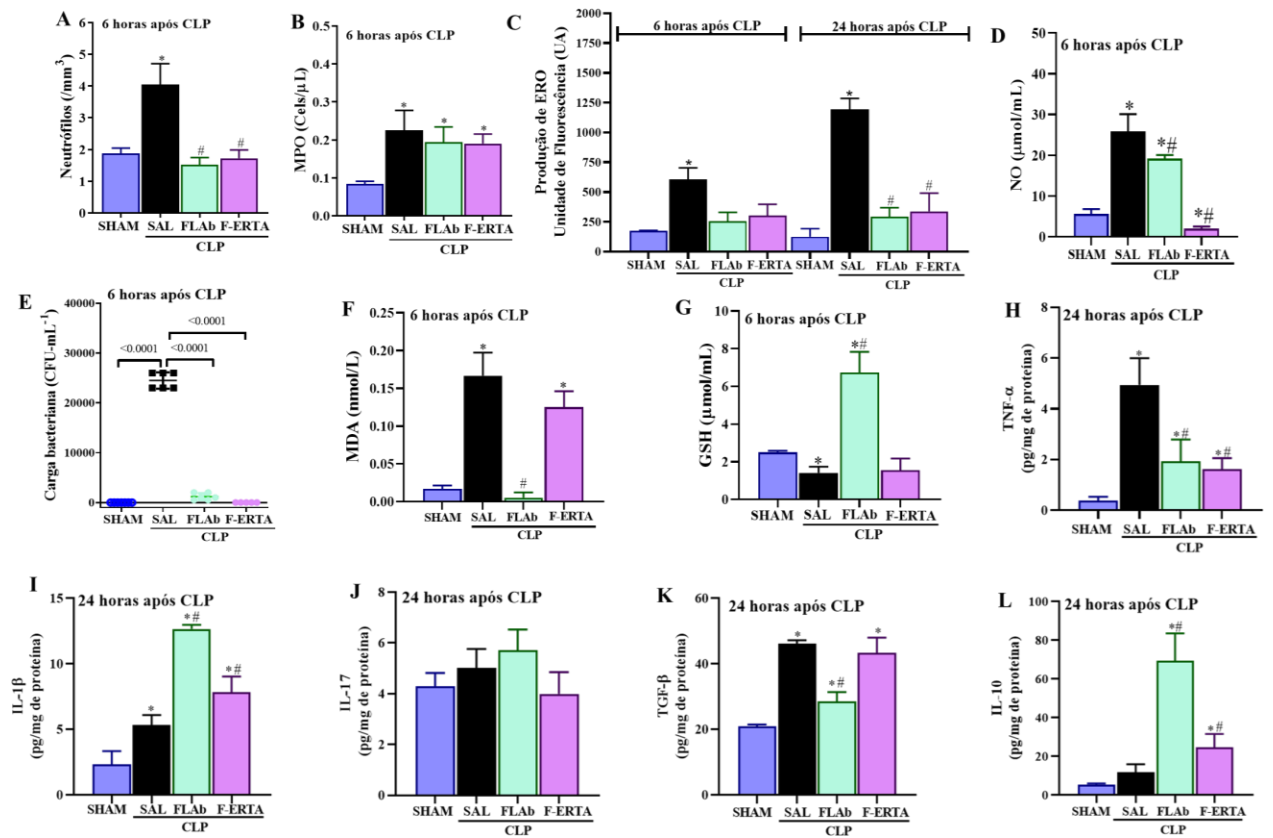 A
6 horas após CLP
Neutrófilos (/mm³)
6
5
4
3
2
1
0
*
#
#
SHAM SAL FLAb F-ERTA
CLP
B
6 horas após CLP
MPO (Cels/μL)
0.4
0.3
0.2
0.1
0.0
*
*
*
SHAM SAL FLAb F-ERTA
CLP
C
6 horas após CLP
24 horas após CLP
Produção de ERO
Unidade de Fluorescência (UA)
2000
1750
1500
1250
1000
750
500
250
0
*
*
#
#
SHAM SAL FLAb F-ERTA SHAM SAL FLAb F-ERTA
CLP
CLP
D
6 horas após CLP
NO (μmol/mL)
50
40
30
20
10
0
*
*#
*#
SHAM SAL FLAb F-ERTA
CLP
E
6 horas após CLP
Carga bacteriana (CFU-mL⁻¹)
40000
30000
20000
10000
0
<0.0001
<0.0001
<0.0001
SHAM SAL FLAb F-ERTA
CLP
F
6 horas após CLP
MDA (nmol/L)
0.25
0.20
0.15
0.10
0.05
0.00
*
#
*
SHAM SAL FLAb F-ERTA
CLP
G
6 horas após CLP
GSH (μmol/mL)
10
8
6
4
2
0
*
*#
SHAM SAL FLAb F-ERTA
CLP
H
24 horas após CLP
TNF-α
(pg/mg de proteína)
8
6
4
2
0
*
*#
*#
SHAM SAL FLAb F-ERTA
CLP
I
24 horas após CLP
IL-1β
(pg/mg de proteína)
15
10
5
0
*
*#
*#
SHAM SAL FLAb F-ERTA
CLP
J
24 horas após CLP
IL-17
(pg/mg de proteína)
8
6
4
2
0
SHAM SAL FLAb F-ERTA
CLP
K
24 horas após CLP
TGF-β
(pg/mg de proteína)
60
40
20
0
*
*#
*
SHAM SAL FLAb F-ERTA
CLP
L
24 horas após CLP
IL-10
(pg/mg de proteína)
100
80
60
40
20
0
*#
*#
SHAM SAL FLAb F-ERTA
CLP